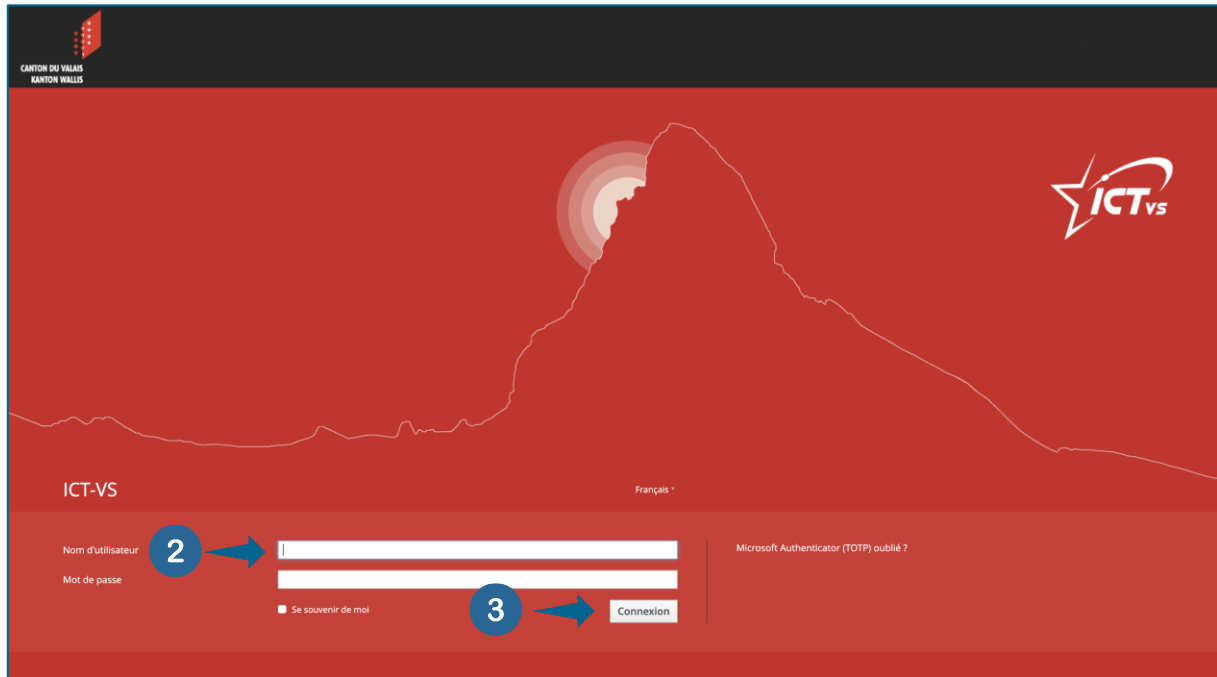 CANTON DU VALAIS
KANTON WALLIS
ICTVS
ICT-VS
Français
Nom d'utilisateur
2
Microsoft Authenticator (TOTP) oublié ?
Mot de passe
Se souvenir de moi
3
Connexion